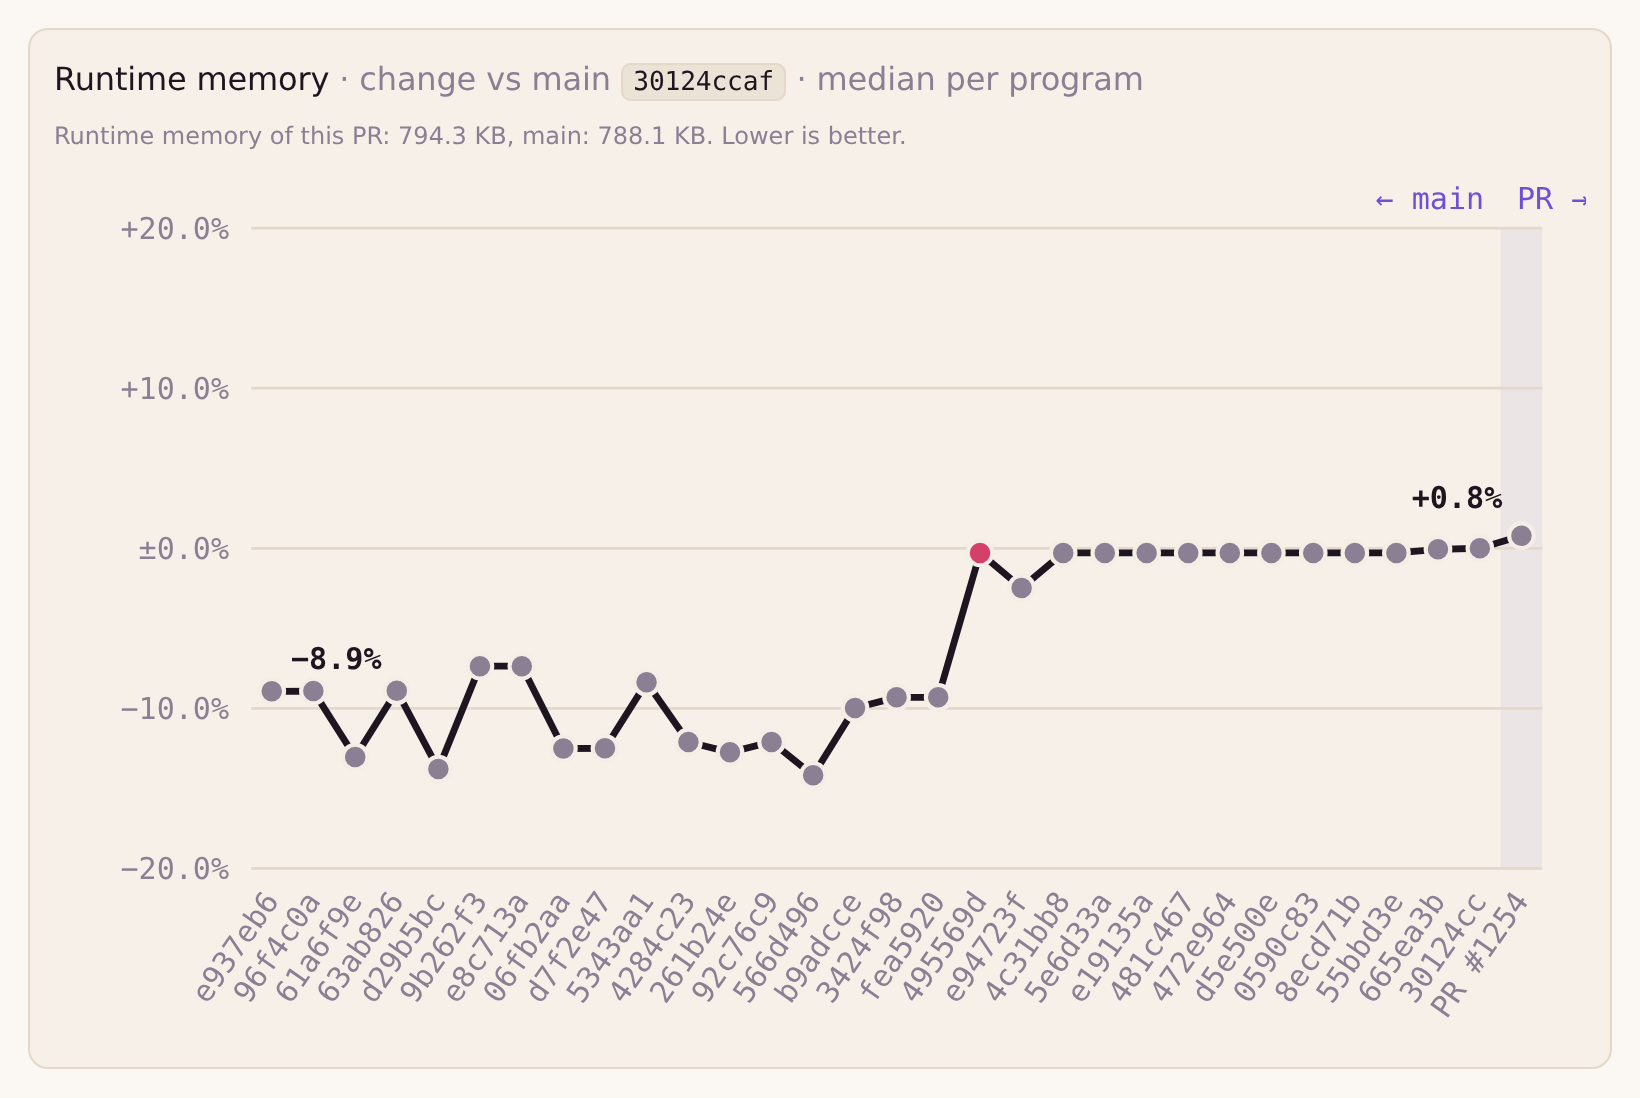 Runtime memory · change vs main 30124ccaf · median per program
Runtime memory of this PR: 794.3 KB, main: 788.1 KB. Lower is better.
← main PR →
+20.0%
+10.0%
+0.8%
±0.0%
−8.9%
−10.0%
−20.0%
e937eb6
96f4c0a
61a6f9e
63ab826
d29b5bc
9b262f3
e8c713a
06fb2aa
d7f2e47
5343aa1
4284c23
261b24e
92c76c9
566d496
b9adcce
3424f98
fea5920
495569d
e94723f
4c31bb8
5e6d33a
e19135a
481c467
472e964
d5e500e
0590c83
8ecd71b
55bbd3e
665ea3b
30124cc
PR #1254